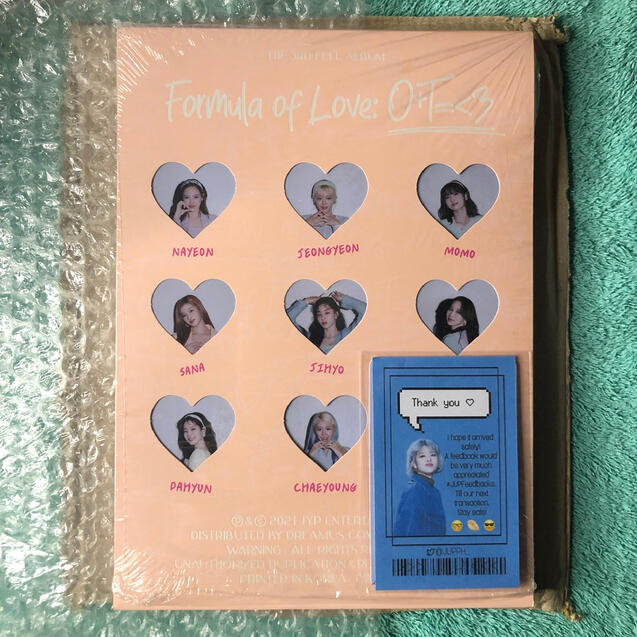 THE 3RD FULL ALBUM
Formula of Love: O+T=<3
NAYEON
JEONGYEON
MOMO
SANA
JIHYO
DAHYUN
CHAEYOUNG
℗ & © 2021 JYP ENTER
DISTRIBUTED BY DREAMUS CO
WARNING ALL RIGHTS
UNAUTHORIZED DUPLICATION &
PRINTED IN KOREA
Thank you ♡
I hope it arrived
safely!
A feedback would
be very much
appreciated
#JUPFeedbacks.
Till our next
transaction.
Stay safe!
@JUPPH_